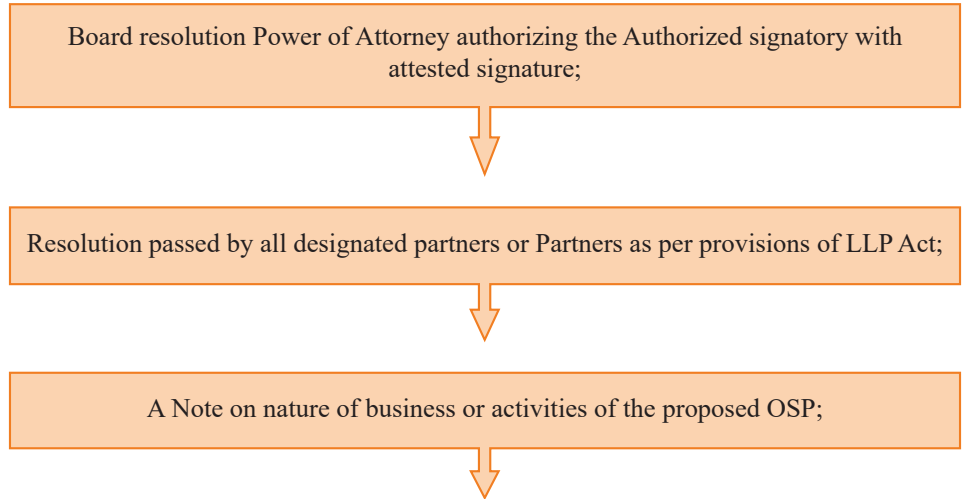 Board resolution Power of Attorney authorizing the Authorized signatory with
attested signature;
Resolution passed by all designated partners or Partners as per provisions of LLP Act;
A Note on nature of business or activities of the proposed OSP;